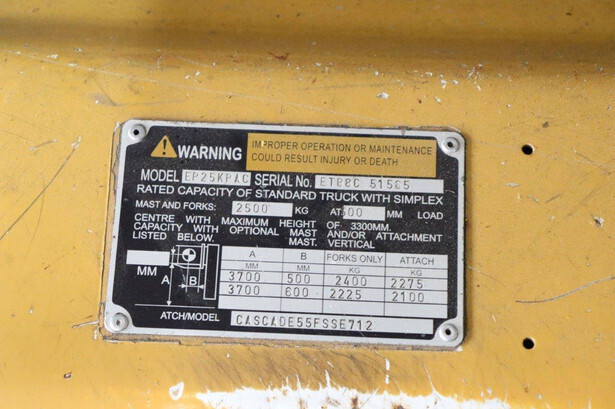 WARNING
IMPROPER OPERATION OR MAINTENANCE
COULD RESULT INJURY OR DEATH
MODEL EP25KPAC SERIAL No. ETB8C 51565
RATED CAPACITY OF STANDARD TRUCK WITH SIMPLEX
MAST AND FORKS: 2500 KG AT 500 MM LOAD
CENTRE WITH MAXIMUM HEIGHT OF 3300MM.
CAPACITY WITH OPTIONAL MAST AND/OR ATTACHMENT
LISTED BELOW. MAST. VERTICAL
A B FORKS ONLY ATTACH
MM MM KG KG
3700 500 2400 2275
3700 600 2225 2100
MM
A
B
ATCH/MODEL CASCADE55FSSE712